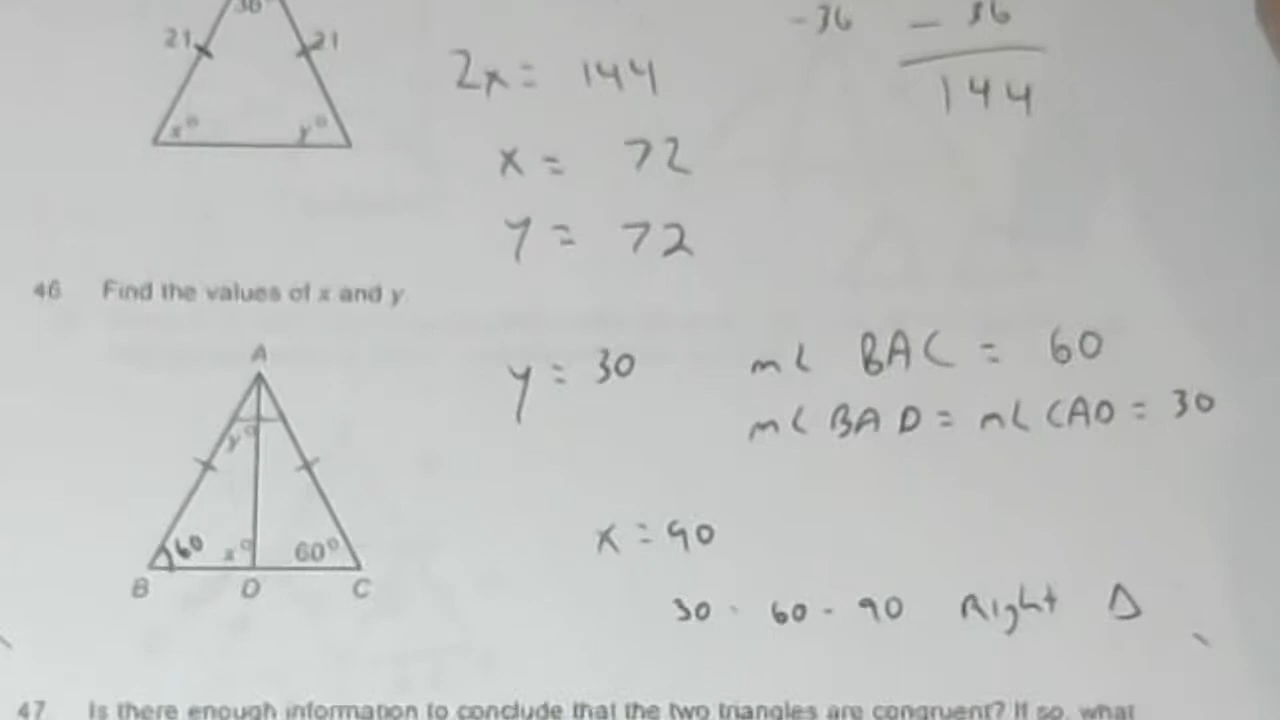 36
21 21
x° y°
-36 - 36
144
2x = 144
x = 72
y = 72
46 Find the values of x and y
A
y°
60 x° 60°
B D C
y = 30
m∠ BAC = 60
m∠ BAD = m∠ CAD = 30
x = 90
30 - 60 - 90 Right Δ
47 Is there enough information to conclude that the two triangles are congruent? If so, what